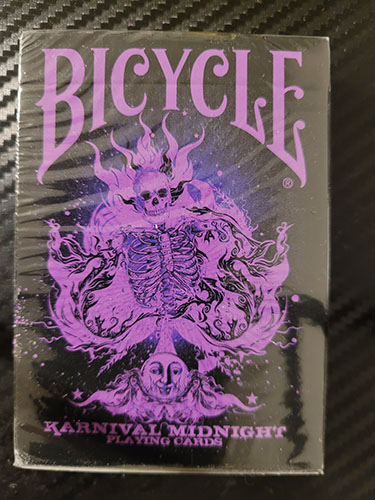 BICYCLE
®
KARNIVAL MIDNIGHT
PLAYING CARDS